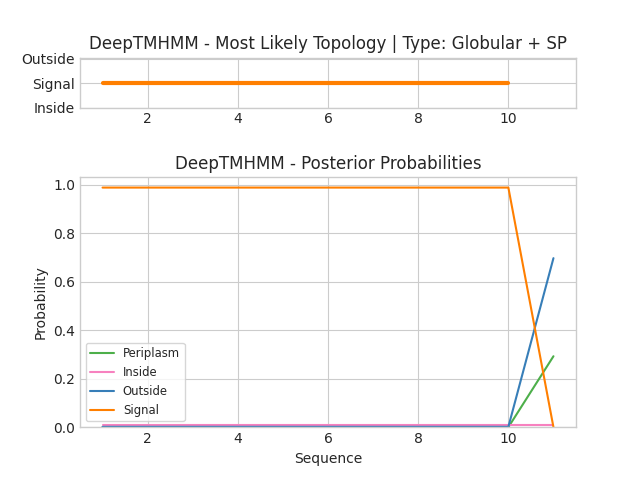 DeepTMHMM - Most Likely Topology | Type: Globular + SP
Outside
Signal
Inside
2 4 6 8 10
DeepTMHMM - Posterior Probabilities
1.0
0.8
0.6
0.4
0.2
0.0
Probability
Periplasm
Inside
Outside
Signal
2 4 6 8 10
Sequence